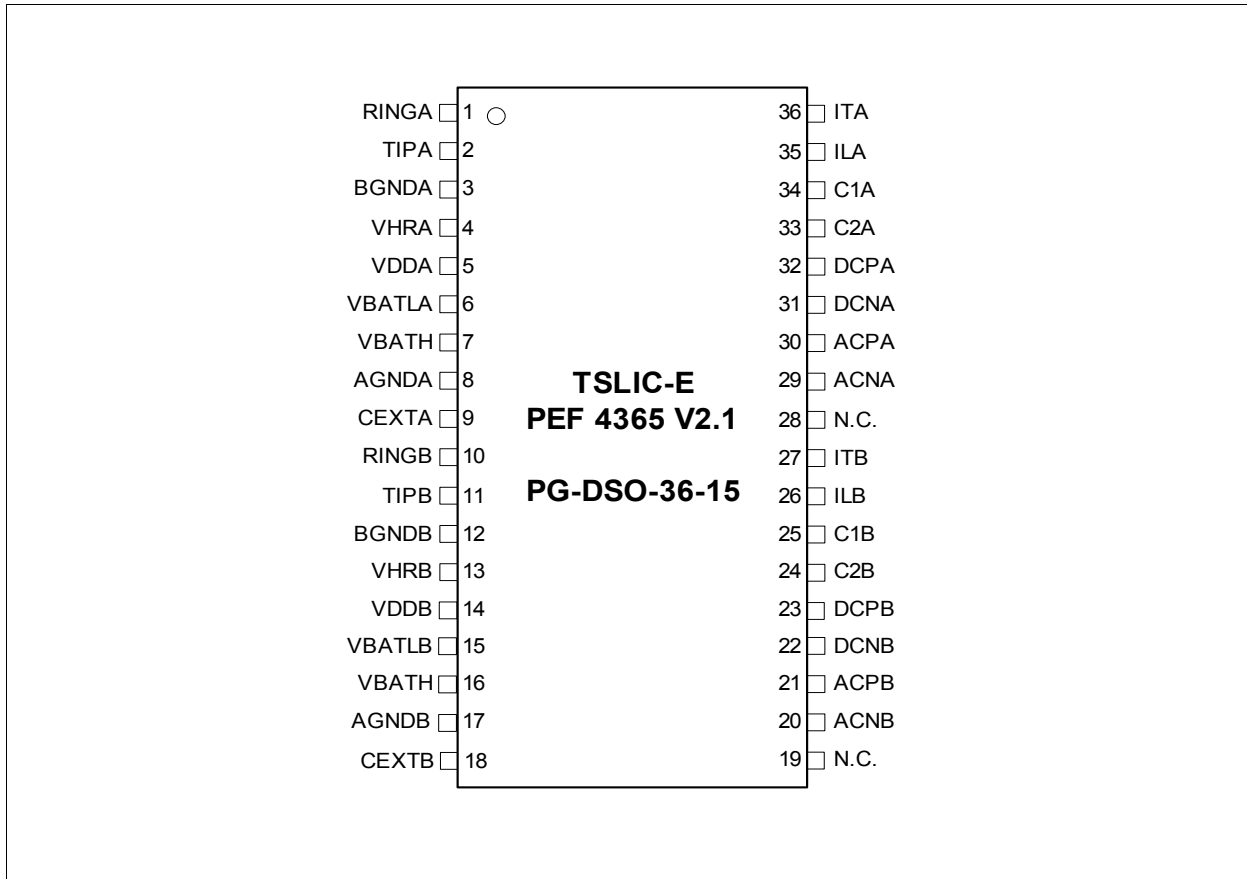 RINGA 1 36 ITA
TIPA 2 35 ILA
BGNDA 3 34 C1A
VHRA 4 33 C2A
VDDA 5 32 DCPA
VBATLA 6 31 DCNA
VBATH 7 30 ACPA
AGNDA 8 29 ACNA
CEXTA 9 28 N.C.
RINGB 10 27 ITB
TIPB 11 26 ILB
BGNDB 12 25 C1B
VHRB 13 24 C2B
VDDB 14 23 DCPB
VBATLB 15 22 DCNB
VBATH 16 21 ACPB
AGNDB 17 20 ACNB
CEXTB 18 19 N.C.
TSLIC-E
PEF 4365 V2.1
PG-DSO-36-15